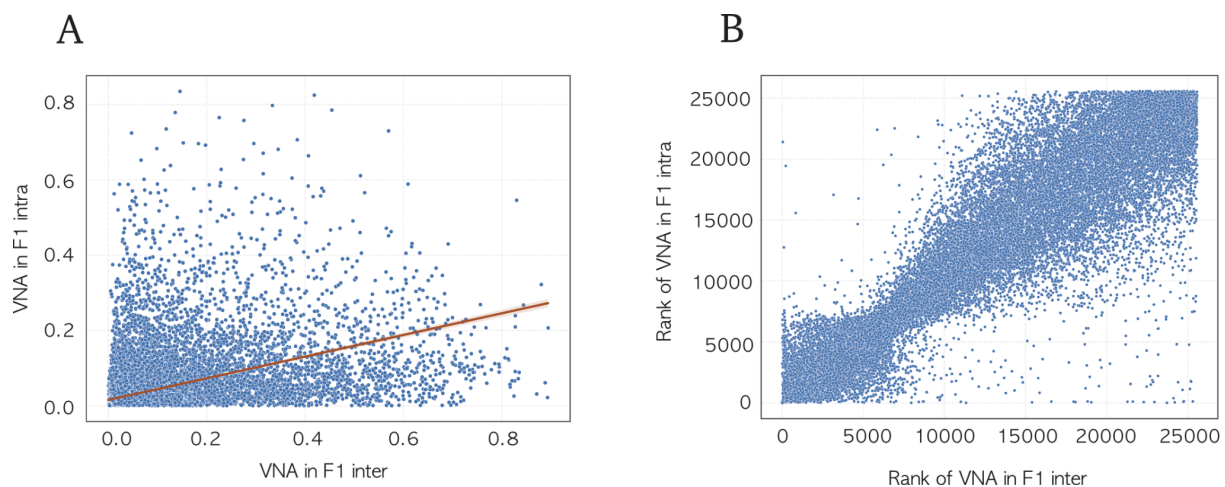 A
B
VNA in F1 intra
0.8
0.6
0.4
0.2
0.0
0.0 0.2 0.4 0.6 0.8
VNA in F1 inter
Rank of VNA in F1 intra
25000
20000
15000
10000
5000
0
0 5000 10000 15000 20000 25000
Rank of VNA in F1 inter